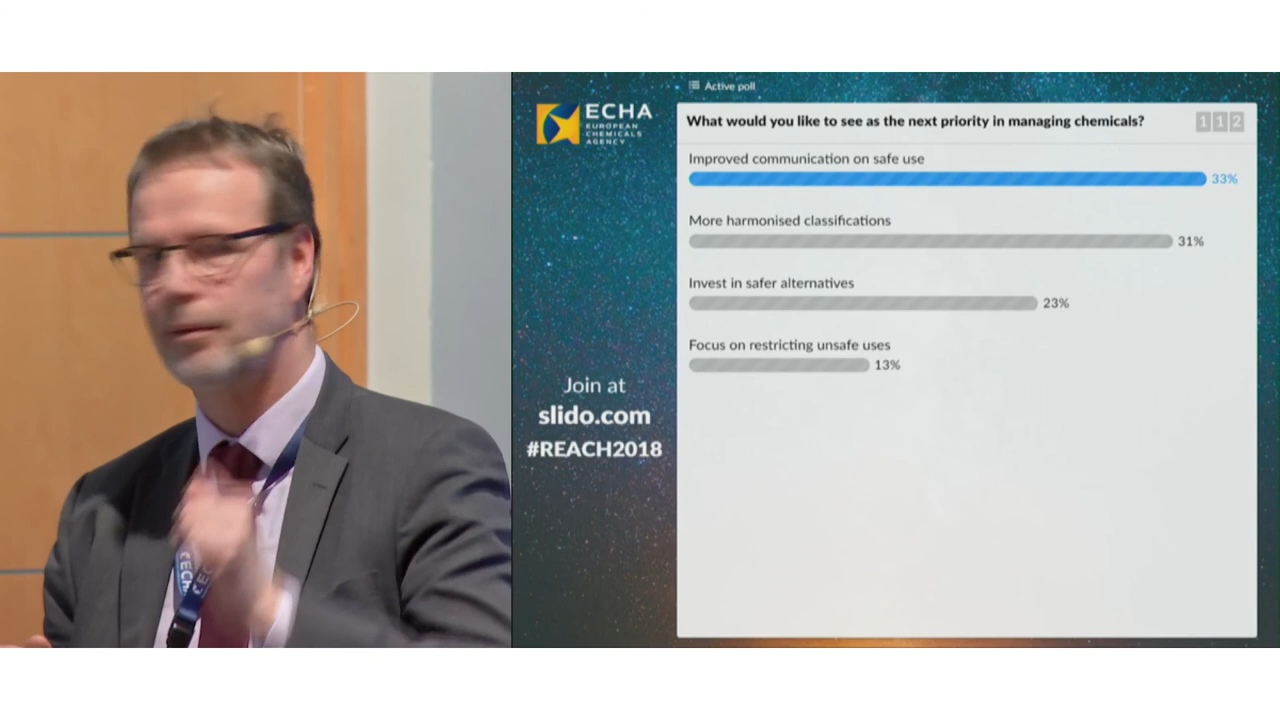 ECHA
EUROPEAN
CHEMICALS
AGENCY
Join at
slido.com
#REACH2018
Active poll
What would you like to see as the next priority in managing chemicals?
112
Improved communication on safe use
33%
More harmonised classifications
31%
Invest in safer alternatives
23%
Focus on restricting unsafe uses
13%